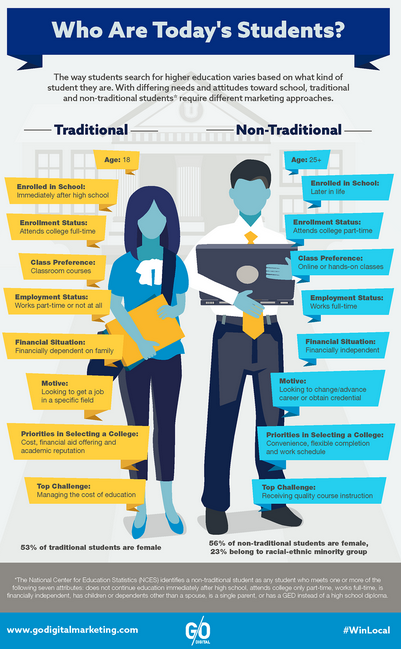 Who Are Today's Students?
The way students search for higher education varies based on what kind of
student they are. With differing needs and attitudes toward school, traditional
and non-traditional students* require different marketing approaches.
Traditional
Age: 18
Enrolled in School:
Immediately after high school
Enrollment Status:
Attends college full-time
Class Preference:
Classroom courses
Employment Status:
Works part-time or not at all
Financial Situation:
Financially dependent on family
Motive:
Looking to get a job
in a specific field
Priorities in Selecting a College:
Cost, financial aid offering and
academic reputation
Top Challenge:
Managing the cost of education
53% of traditional students are female
Non-Traditional
Age: 25+
Enrolled in School:
Later in life
Enrollment Status:
Attends college part-time
Class Preference:
Online or hands-on classes
Employment Status:
Works full-time
Financial Situation:
Financially independent
Motive:
Looking to change/advance
career or obtain credential
Priorities in Selecting a College:
Convenience, flexible completion
and work schedule
Top Challenge:
Receiving quality course instruction
56% of non-traditional students are female,
23% belong to racial-ethnic minority group
*The National Center for Education Statistics (NCES) identifies a non-traditional student as any student who meets one or more of the
following seven attributes: does not continue education immediately after high school, attends college only part-time, works full-time, is
financially independent, has children or dependents other than a spouse, is a single parent, or has a GED instead of a high school diploma.
www.godigitalmarketing.com
GO
DIGITAL
#WinLocal